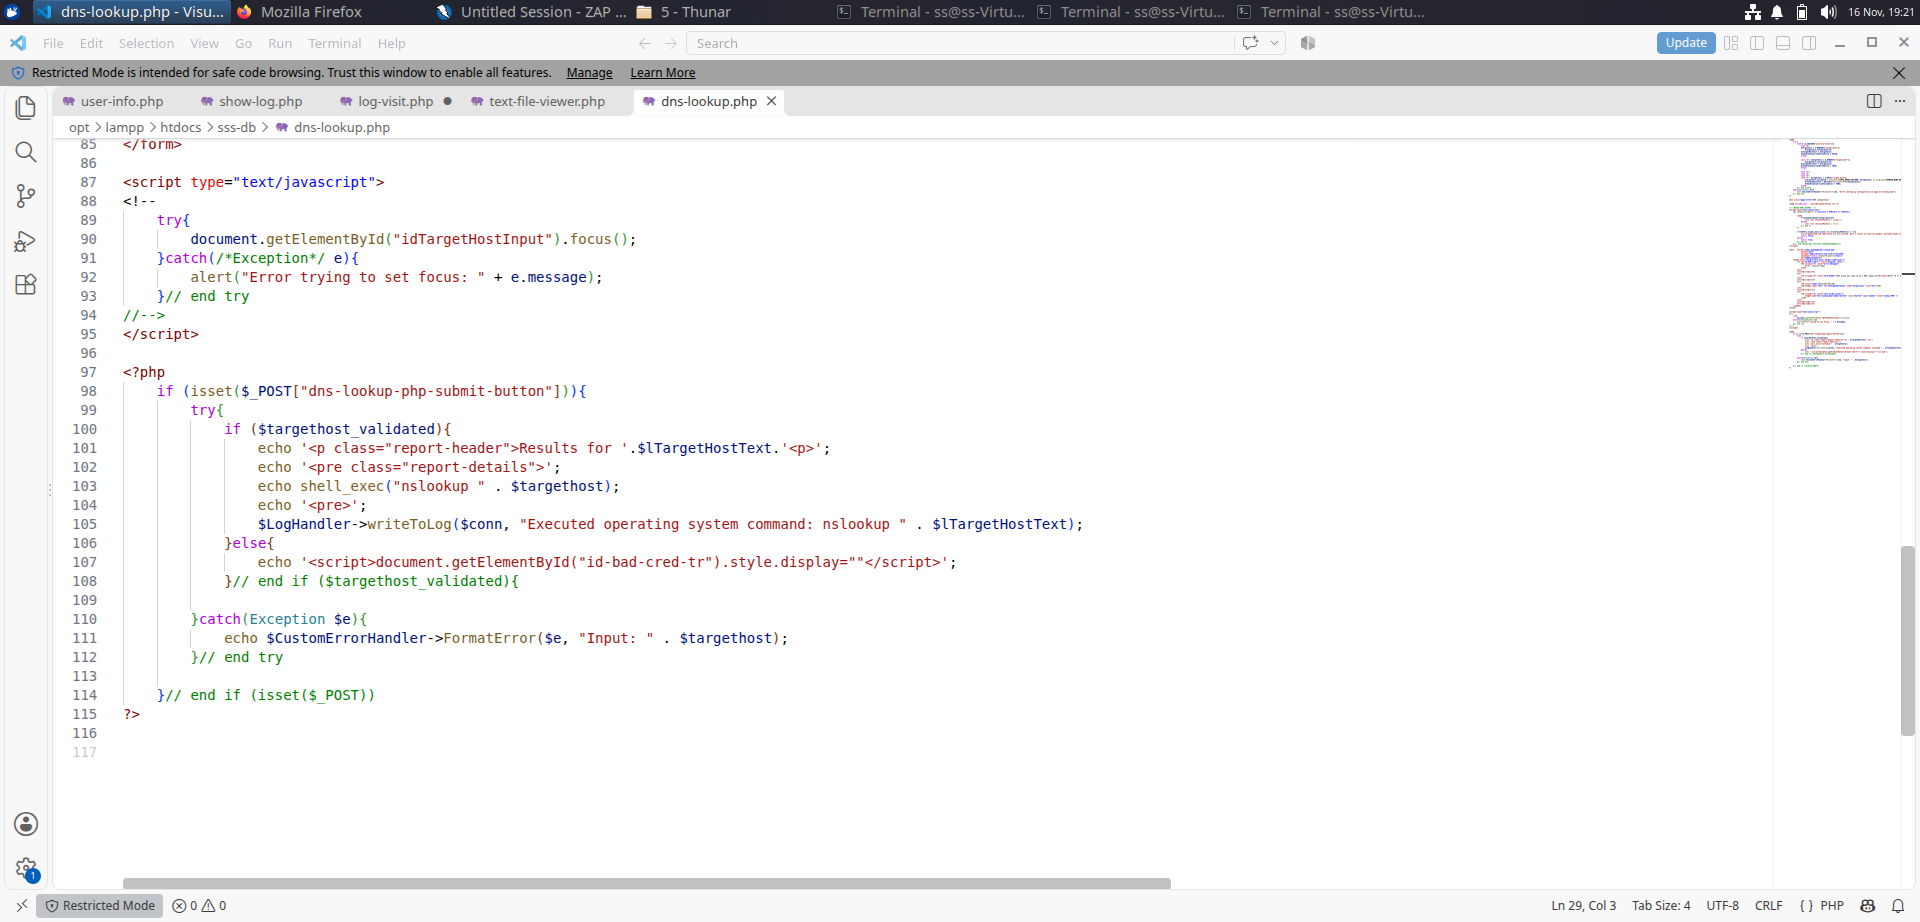 dns-lookup.php - Visu...
Mozilla Firefox
Untitled Session - ZAP ...
5 - Thunar
Terminal - ss@ss-Virtu...
Terminal - ss@ss-Virtu...
Terminal - ss@ss-Virtu...
16 Nov, 19:21
File Edit Selection View Go Run Terminal Help
Search
Update
Restricted Mode is intended for safe code browsing. Trust this window to enable all features. Manage Learn More
user-info.php show-log.php log-visit.php text-file-viewer.php dns-lookup.php
opt > lampp > htdocs > sss-db > dns-lookup.php
85 </form>
86
87 <script type="text/javascript">
88 <!--
89     try{
90         document.getElementById("idTargetHostInput").focus();
91     }catch(/*Exception*/ e){
92         alert("Error trying to set focus: " + e.message);
93     }// end try
94 //-->
95 </script>
96
97 <?php
98     if (isset($_POST["dns-lookup-php-submit-button"])){
99         try{
100             if ($targethost_validated){
101                 echo '<p class="report-header">Results for '.$lTargetHostText.'<p>';
102                 echo '<pre class="report-details">';
103                 echo shell_exec("nslookup " . $targethost);
104                 echo '<pre>';
105                 $LogHandler->writeToLog($conn, "Executed operating system command: nslookup " . $lTargetHostText);
106             }else{
107                 echo '<script>document.getElementById("id-bad-cred-tr").style.display=""</script>';
108             }// end if ($targethost_validated){
109
110         }catch(Exception $e){
111             echo $CustomErrorHandler->FormatError($e, "Input: " . $targethost);
112         }// end try
113
114     }// end if (isset($_POST))
115 ?>
116
117
1
Restricted Mode 0 0
Ln 29, Col 3 Tab Size: 4 UTF-8 CRLF { } PHP